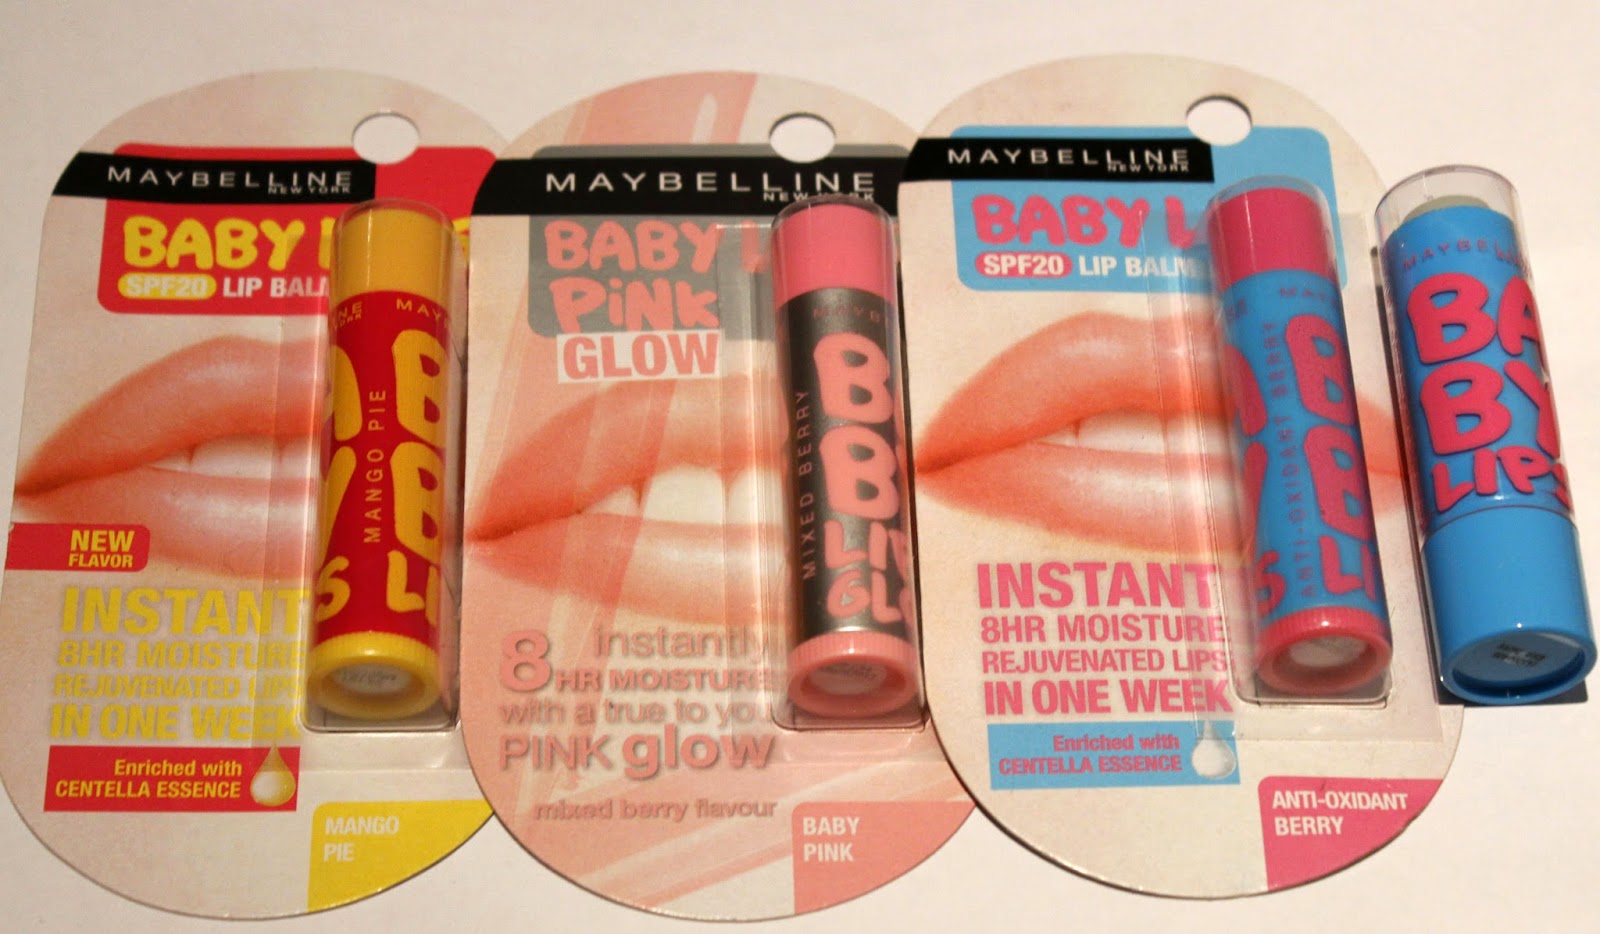 MAYBELLINE
NEW YORK
BABY
SPF20 LIP BALM
NEW
FLAVOR
INSTANT
8HR MOISTURE
REJUVENATED LIPS
IN ONE WEEK
Enriched with
CENTELLA ESSENCE
MANGO
PIE
MANGO PIE
MAYBELLINE
NEW YORK
BABY
PINK
GLOW
8 instantly
HR MOISTURE
with a true to you
PINK glow
mixed berry flavour
BABY
PINK
MIXED BERRY
MAYBELLINE
NEW YORK
BABY L
SPF20 LIP BALM
INSTANT
8HR MOISTURE
REJUVENATED LIPS
IN ONE WEEK
Enriched with
CENTELLA ESSENCE
ANTI-OXIDANT
BERRY
ANTI-OXIDANT BERRY
MAYBELLINE
BA
BY
LIPS